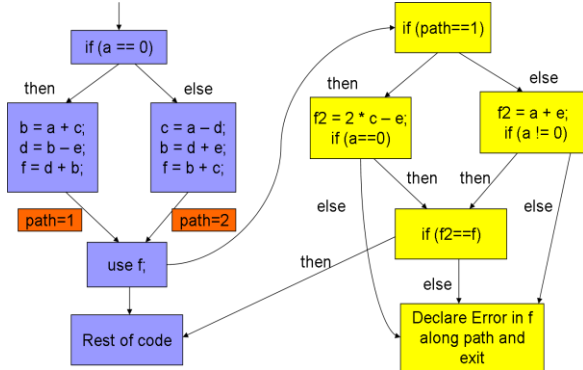 if (a == 0)
then
else
b = a + c;
d = b – e;
f = d + b;
c = a – d;
b = d + e;
f = b + c;
path=1
path=2
use f;
Rest of code
if (path==1)
then
else
f2 = 2 * c – e;
if (a==0)
f2 = a + e;
if (a != 0)
then
then
else
else
if (f2==f)
then
else
Declare Error in f
along path and
exit